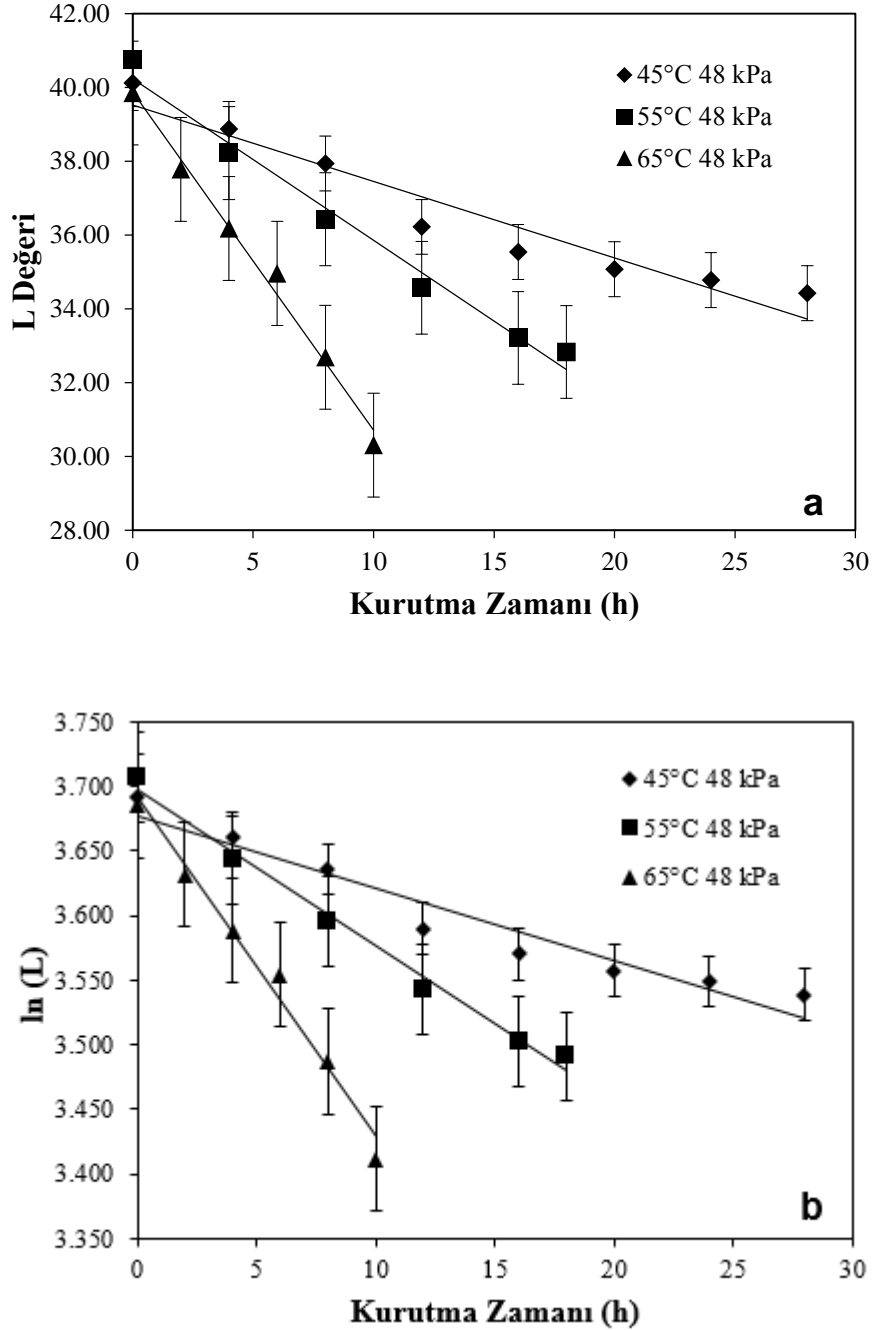 42.00
40.00
38.00
36.00
34.00
32.00
30.00
28.00
L Değeri
45°C 48 kPa
55°C 48 kPa
65°C 48 kPa
a
0 5 10 15 20 25 30
Kurutma Zamanı (h)
3.750
3.700
3.650
3.600
3.550
3.500
3.450
3.400
3.350
ln (L)
45°C 48 kPa
55°C 48 kPa
65°C 48 kPa
b
0 5 10 15 20 25 30
Kurutma Zamanı (h)